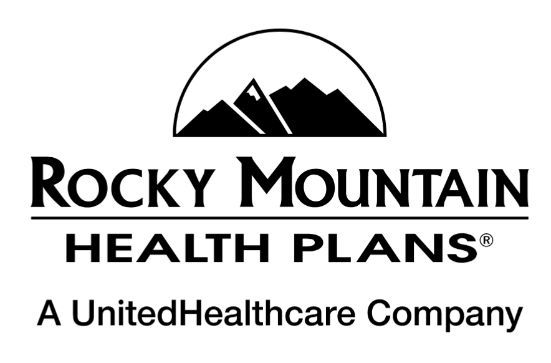 ROCKY MOUNTAIN
HEALTH PLANS®
A UnitedHealthcare Company